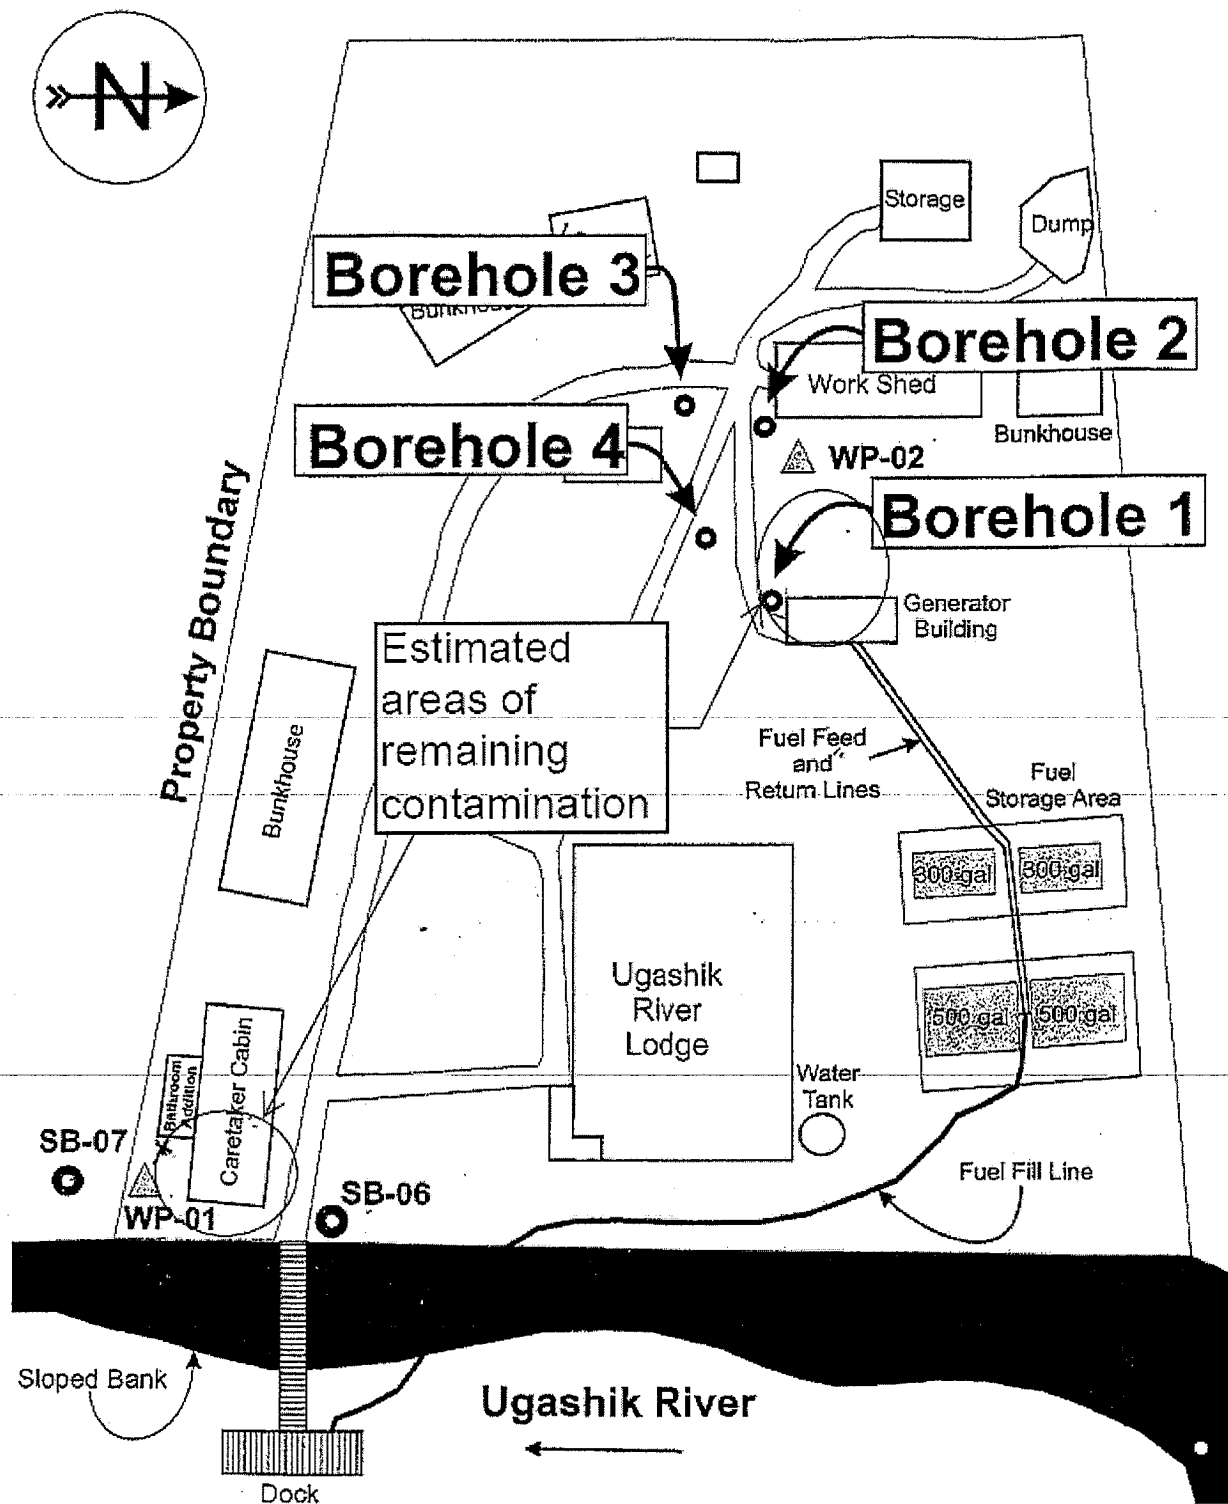 N
Storage
Dump
Borehole 3
Bunkhouse
Borehole 2
Work Shed
Bunkhouse
Borehole 4
WP-02
Borehole 1
Property Boundary
Generator
Building
Estimated
areas of
remaining
contamination
Bunkhouse
Fuel Feed
and
Return Lines
Fuel
Storage Area
300 gal
300 gal
Ugashik
River
Lodge
500 gal
500 gal
Water
Tank
Caretaker Cabin
Bathroom
Addition
SB-07
WP-01
SB-06
Fuel Fill Line
Sloped Bank
Ugashik River
Dock